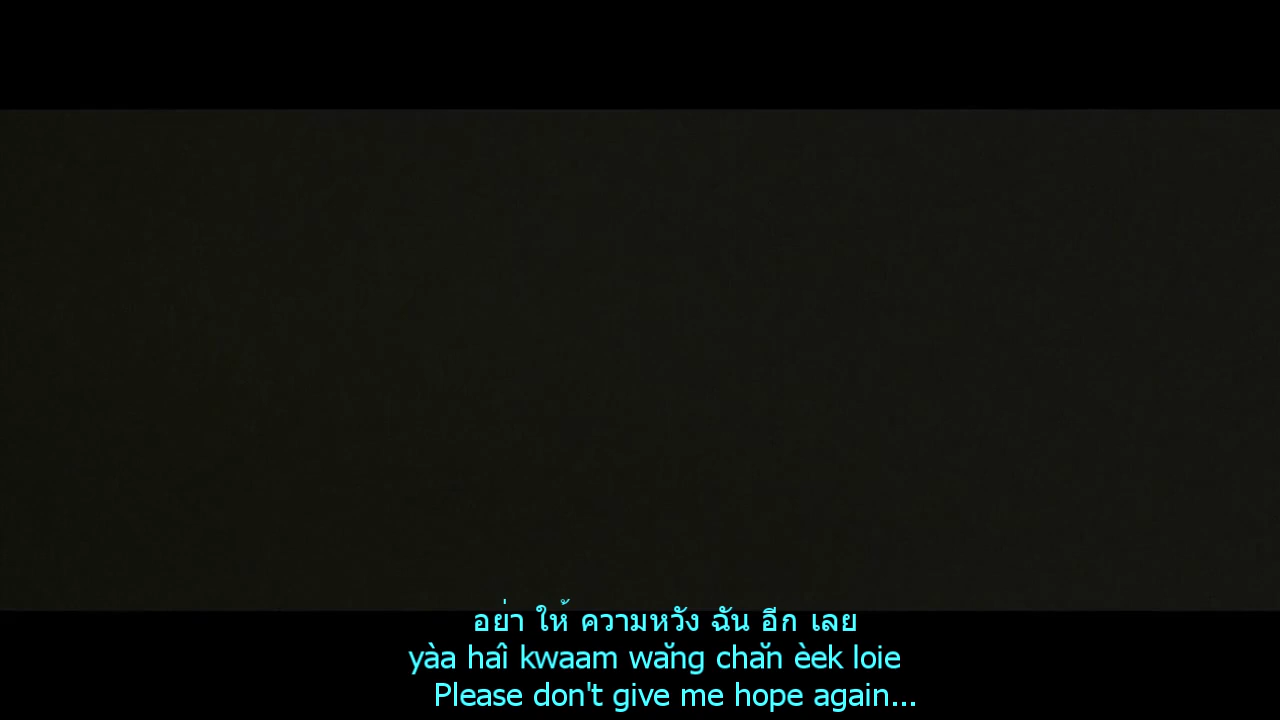 อย่า ให้ ความหวัง ฉัน อีก เลย
yàa haî kwaam wăng chăn èek loie
Please don't give me hope again...